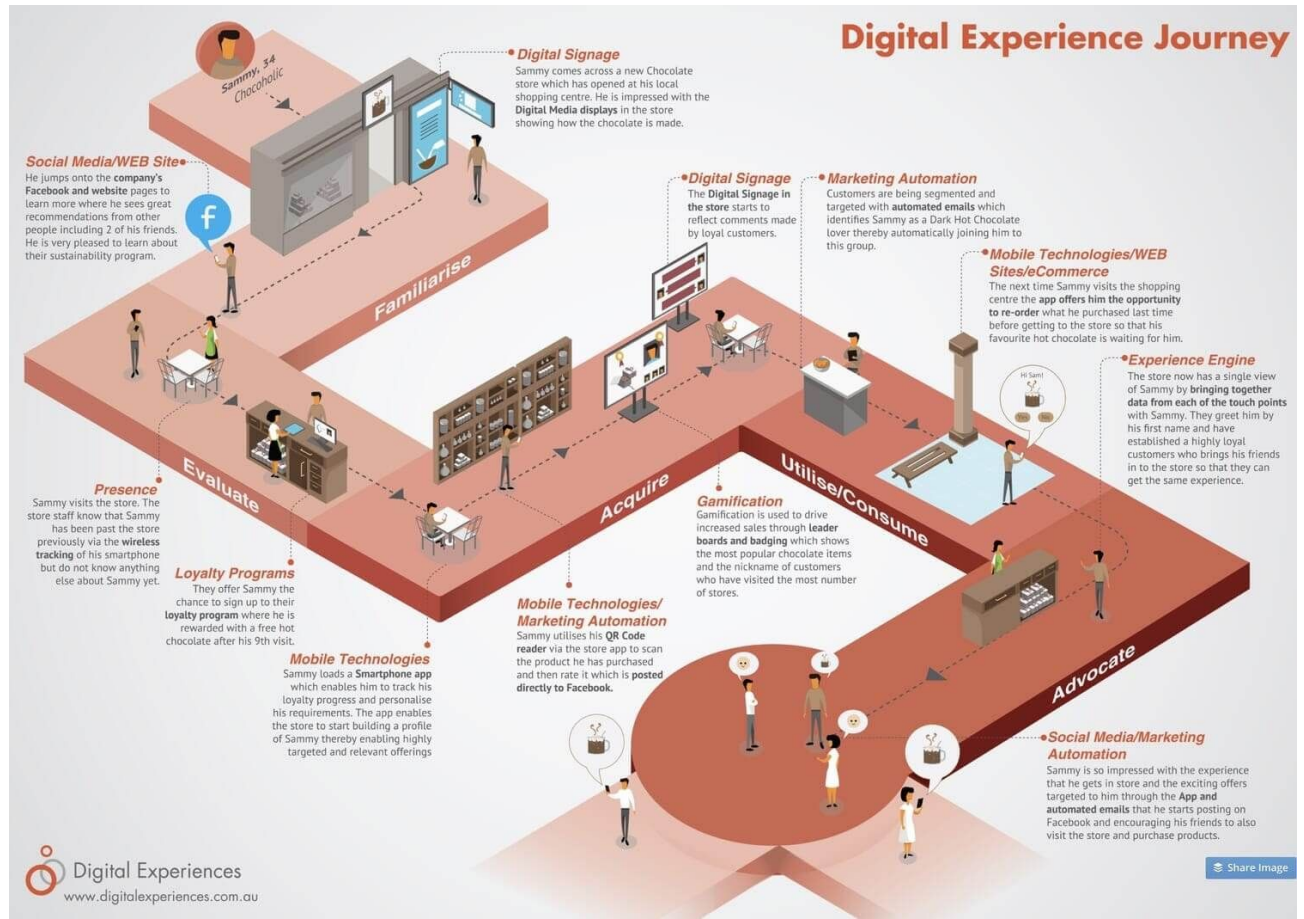 Digital Experience Journey
Sammy, 34
Chocoholic
Digital Signage
Sammy comes across a new Chocolate
store which has opened at his local
shopping centre. He is impressed with the
Digital Media displays in the store
showing how the chocolate is made.
Social Media/WEB Site
He jumps onto the company's
Facebook and website pages to
learn more where he sees great
recommendations from other
people including 2 of his friends.
He is very pleased to learn about
their sustainability program.
f
Familiarise
Presence
Sammy visits the store. The
store staff know that Sammy
has been past the store
previously via the wireless
tracking of his smartphone
but do not know anything
else about Sammy yet.
Evaluate
Loyalty Programs
They offer Sammy the
chance to sign up to their
loyalty program where he is
rewarded with a free hot
chocolate after his 9th visit.
Mobile Technologies
Sammy loads a Smartphone app
which enables him to track his
loyalty progress and personalise
his requirements. The app enables
the store to start building a profile
of Sammy thereby enabling highly
targeted and relevant offerings
Acquire
Mobile Technologies/
Marketing Automation
Sammy utilises his QR Code
reader via the store app to scan
the product he has purchased
and then rate it which is posted
directly to Facebook.
Gamification
Gamification is used to drive
increased sales through leader
boards and badging which shows
the most popular chocolate items
and the nickname of customers
who have visited the most number
of stores.
Digital Signage
The Digital Signage in
the store starts to
reflect comments made
by loyal customers.
Marketing Automation
Customers are being segmented and
targeted with automated emails which
identifies Sammy as a Dark Hot Chocolate
lover thereby automatically joining him to
this group.
Utilise/Consume
Mobile Technologies/WEB
Sites/eCommerce
The next time Sammy visits the shopping
centre the app offers him the opportunity
to re-order what he purchased last time
before getting to the store so that his
favourite hot chocolate is waiting for him.
Hi Sam!
Yes No
Experience Engine
The store now has a single view
of Sammy by bringing together
data from each of the touch points
with Sammy. They greet him by
his first name and have
established a highly loyal
customers who brings his friends
in to the store so that they can
get the same experience.
Advocate
Social Media/Marketing
Automation
Sammy is so impressed with the experience
that he gets in store and the exciting offers
targeted to him through the App and
automated emails that he starts posting on
Facebook and encouraging his friends to also
visit the store and purchase products.
Digital Experiences
www.digitalexperiences.com.au
Share Image